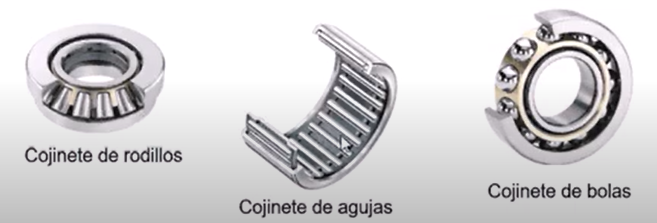 Cojinete de rodillos
Cojinete de agujas
Cojinete de bolas